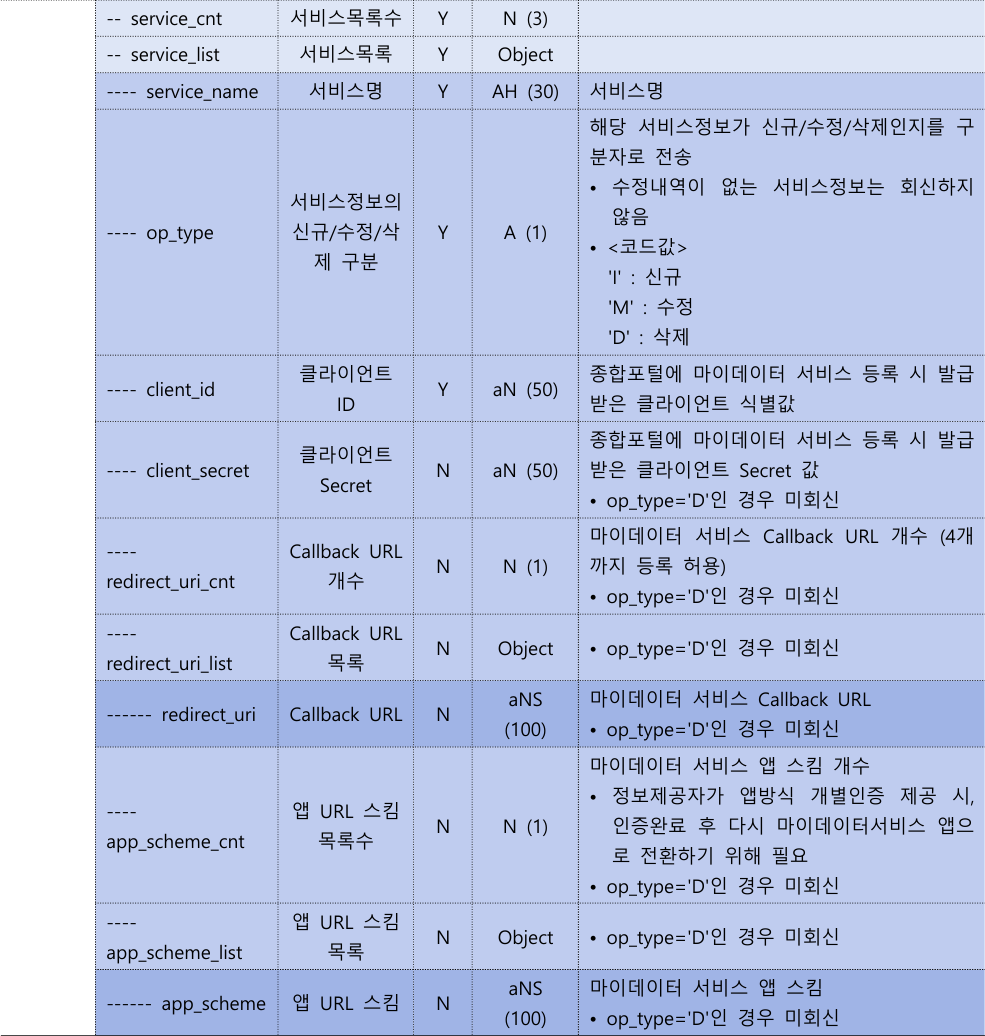 -- service_cnt 서비스목록수 Y N (3)
-- service_list 서비스목록 Y Object
---- service_name 서비스명 Y AH (30) 서비스명
---- op_type
서비스정보의
신규/수정/삭
제 구분
Y
A (1)
해당 서비스정보가 신규/수정/삭제인지를 구
분자로 전송
• 수정내역이 없는 서비스정보는 회신하지
않음
• <코드값>
'I' : 신규
'M' : 수정
'D' : 삭제
---- client_id
클라이언트
ID
Y
aN (50)
종합포털에 마이데이터 서비스 등록 시 발급
받은 클라이언트 식별값
---- client_secret
클라이언트
Secret
N
aN (50)
종합포털에 마이데이터 서비스 등록 시 발급
받은 클라이언트 Secret 값
• op_type='D'인 경우 미회신
----
redirect_uri_cnt
Callback URL
개수
N
N (1)
마이데이터 서비스 Callback URL 개수 (4개
까지 등록 허용)
• op_type='D'인 경우 미회신
----
redirect_uri_list
Callback URL
목록
N
Object
• op_type='D'인 경우 미회신
------ redirect_uri
Callback URL
N
aNS
(100)
마이데이터 서비스 Callback URL
• op_type='D'인 경우 미회신
----
app_scheme_cnt
앱 URL 스킴
목록수
N
N (1)
마이데이터 서비스 앱 스킴 개수
• 정보제공자가 앱방식 개별인증 제공 시,
인증완료 후 다시 마이데이터서비스 앱으
로 전환하기 위해 필요
• op_type='D'인 경우 미회신
----
app_scheme_list
앱 URL 스킴
목록
N
Object
• op_type='D'인 경우 미회신
------ app_scheme
앱 URL 스킴
N
aNS
(100)
마이데이터 서비스 앱 스킴
• op_type='D'인 경우 미회신